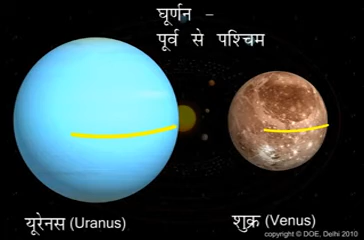 घूर्णन –
पूर्व से पश्चिम
यूरेनस (Uranus)
शुक्र (Venus)
copyright © DOE, Delhi 2010